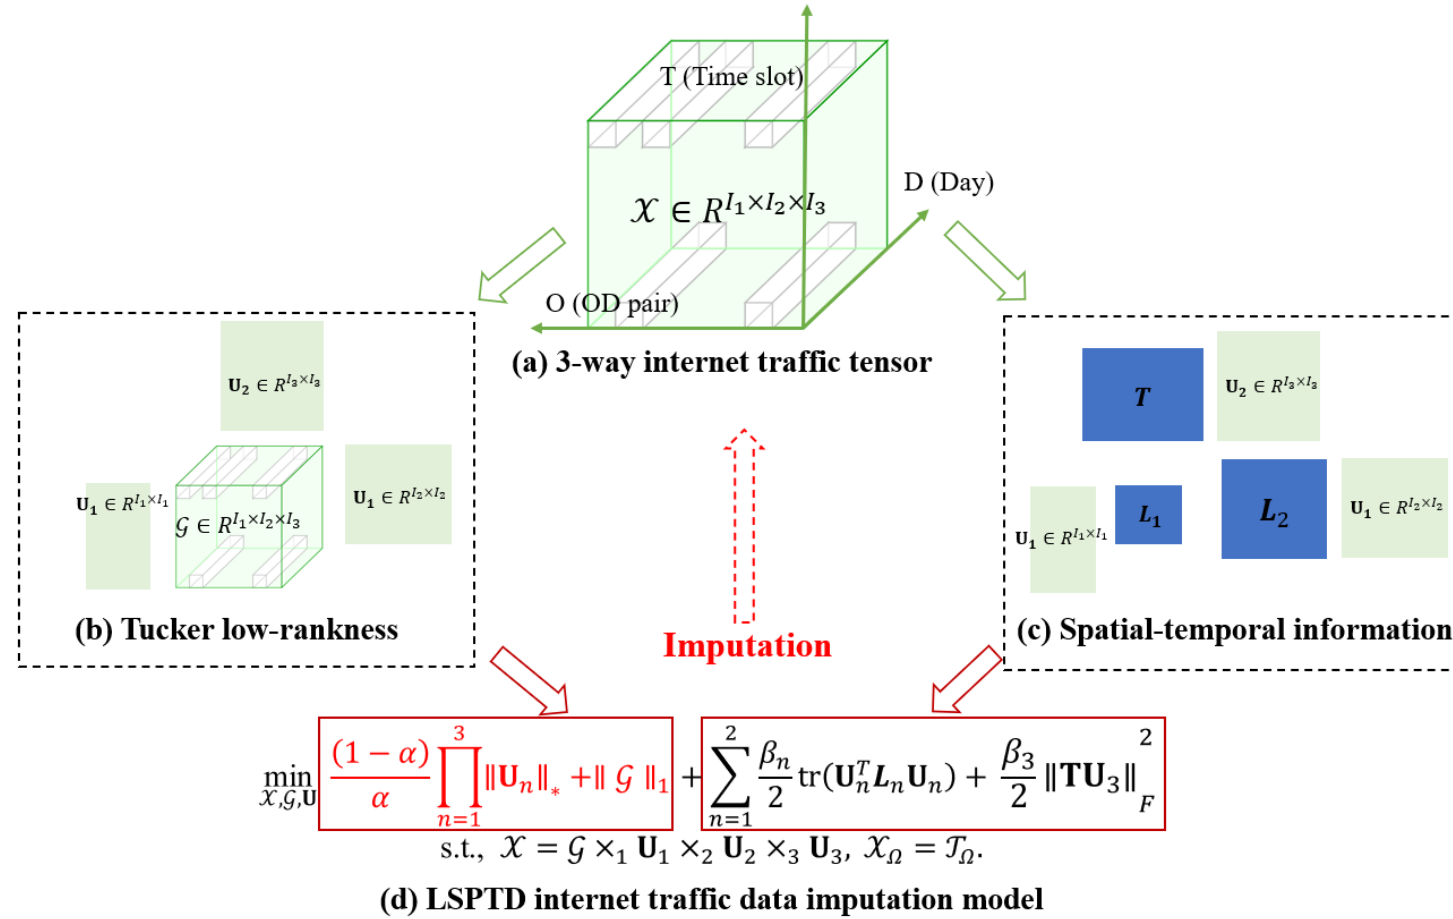 T (Time slot)
D (Day)
𝒳 ∈ R^{I₁×I₂×I₃}
O (OD pair)
(a) 3-way internet traffic tensor
U₂ ∈ R^{I₃×I₃}
U₁ ∈ R^{I₁×I₁}
𝒢 ∈ R^{I₁×I₂×I₃}
U₁ ∈ R^{I₂×I₂}
(b) Tucker low-rankness
T
U₂ ∈ R^{I₃×I₃}
U₁ ∈ R^{I₁×I₁}
L₁
L₂
U₁ ∈ R^{I₂×I₂}
(c) Spatial-temporal information
Imputation
min_{𝒳,𝒢,U} (1 − α)/α ∏_{n=1}^{3} ‖U_n‖_* + ‖𝒢‖₁ + ∑_{n=1}^{2} β_n/2 tr(U_n^T L_n U_n) + β₃/2 ‖TU₃‖_F^2
s.t., 𝒳 = 𝒢 ×₁ U₁ ×₂ U₂ ×₃ U₃, 𝒳_Ω = 𝒯_Ω.
(d) LSPTD internet traffic data imputation model